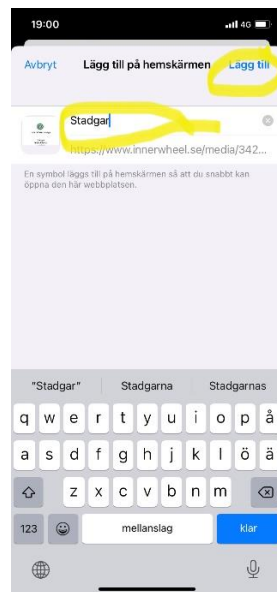 19:00
4G
Avbryt Lägg till på hemskärmen Lägg till
Stadgar
https://www.innerwheel.se/media/342...
En symbol läggs till på hemskärmen så att du snabbt kan
öppna den här webbplatsen.
"Stadgar" Stadgarna Stadgarnas
q w e r t y u i o p å
a s d f g h j k l ö ä
z x c v b n m
123 mellanslag klar